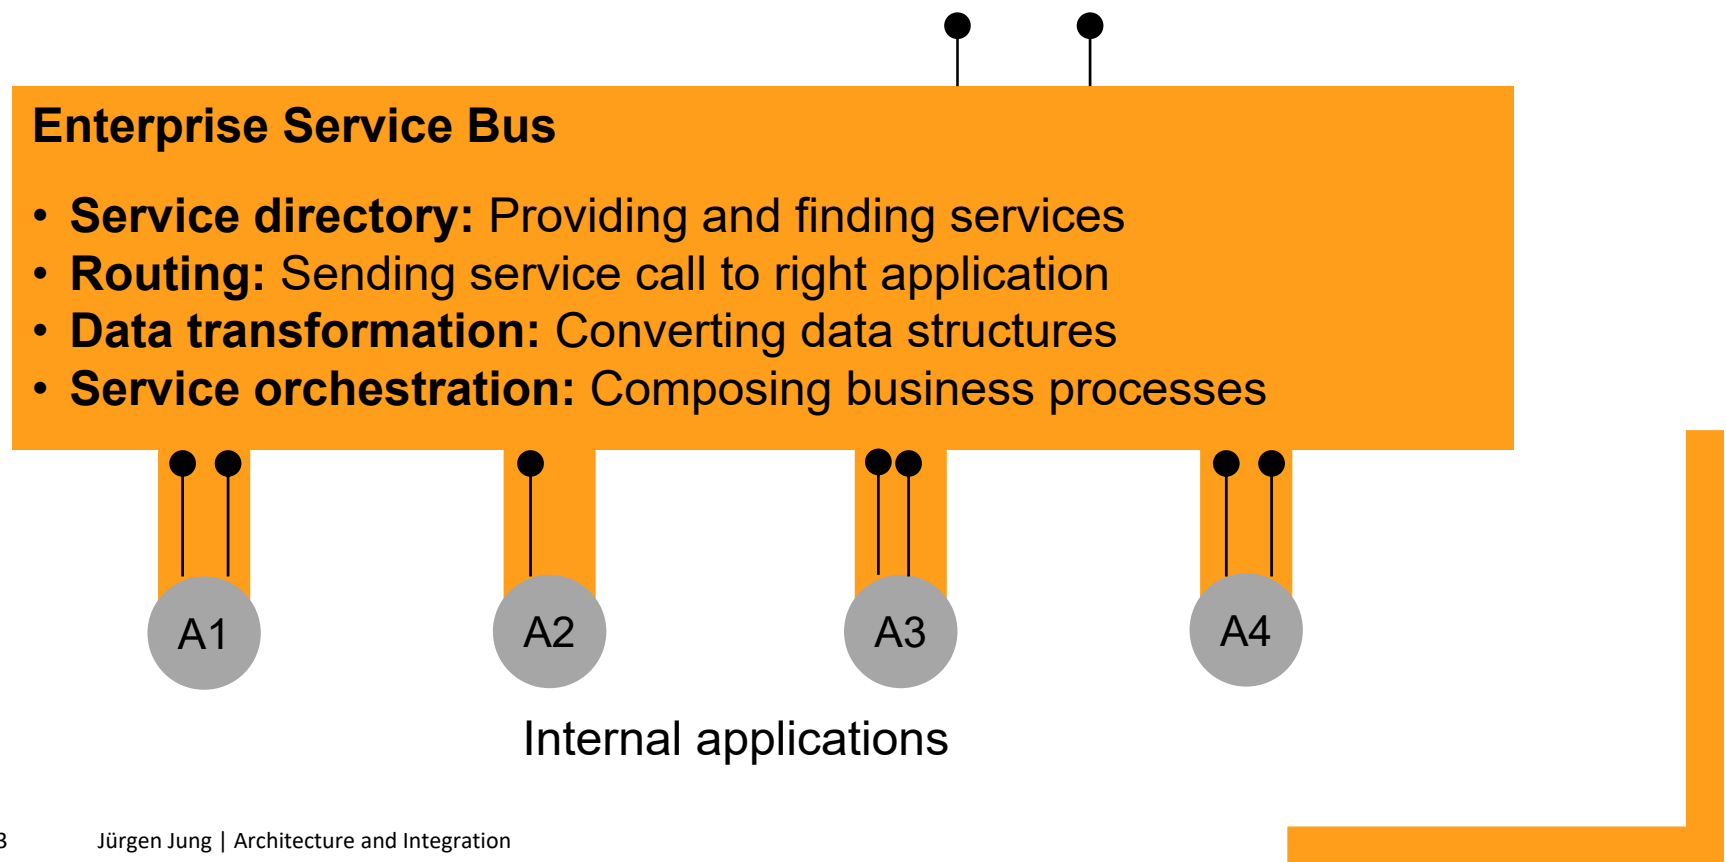 Enterprise Service Bus
• Service directory: Providing and finding services
• Routing: Sending service call to right application
• Data transformation: Converting data structures
• Service orchestration: Composing business processes
A1 A2 A3 A4
Internal applications
Jürgen Jung | Architecture and Integration